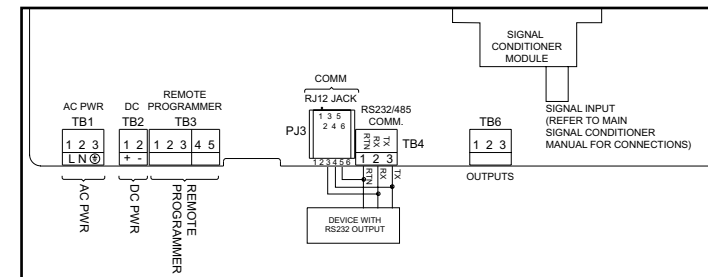 SIGNAL
CONDITIONER
MODULE
COMM
RJ12 JACK
REMOTE
AC PWR DC PROGRAMMER
TB1 TB2 TB3
1 2 3 1 2 1 2 3 4 5
L N ⏚ + -
AC PWR
DC PWR
REMOTE
PROGRAMMER
PJ3
1 3 5
2 4 6
1 2 3 4 5 6
RS232/485
COMM.
TB4
RTN RX TX
1 2 3
RTN RX TX
DEVICE WITH
RS232 OUTPUT
TB6
1 2 3
OUTPUTS
SIGNAL INPUT
(REFER TO MAIN
SIGNAL CONDITIONER
MANUAL FOR CONNECTIONS)